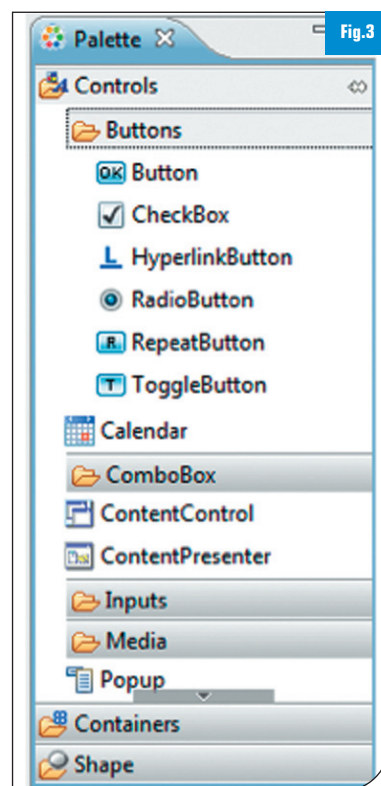 Palette
Fig.3
Controls
Buttons
OK Button
CheckBox
L HyperlinkButton
RadioButton
R RepeatButton
T ToggleButton
Calendar
ComboBox
ContentControl
ContentPresenter
Inputs
Media
Popup
Containers
Shape